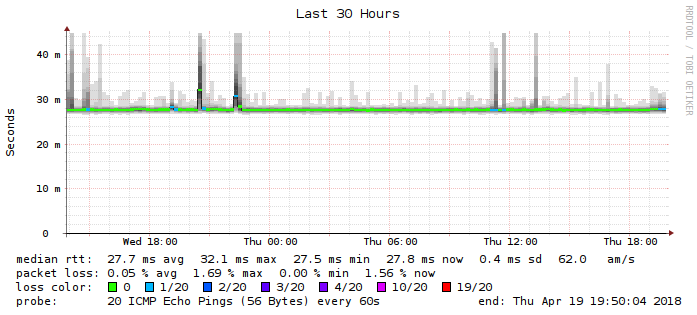 Last 30 Hours
RRDTOOL / TOBI OETIKER
Seconds
40 m
30 m
20 m
10 m
0
Wed 18:00 Thu 00:00 Thu 06:00 Thu 12:00 Thu 18:00
median rtt: 27.7 ms avg 32.1 ms max 27.5 ms min 27.8 ms now 0.4 ms sd 62.0 am/s
packet loss: 0.05 % avg 1.69 % max 0.00 % min 1.56 % now
loss color: 0 1/20 2/20 3/20 4/20 10/20 19/20
probe: 20 ICMP Echo Pings (56 Bytes) every 60s end: Thu Apr 19 19:50:04 2018